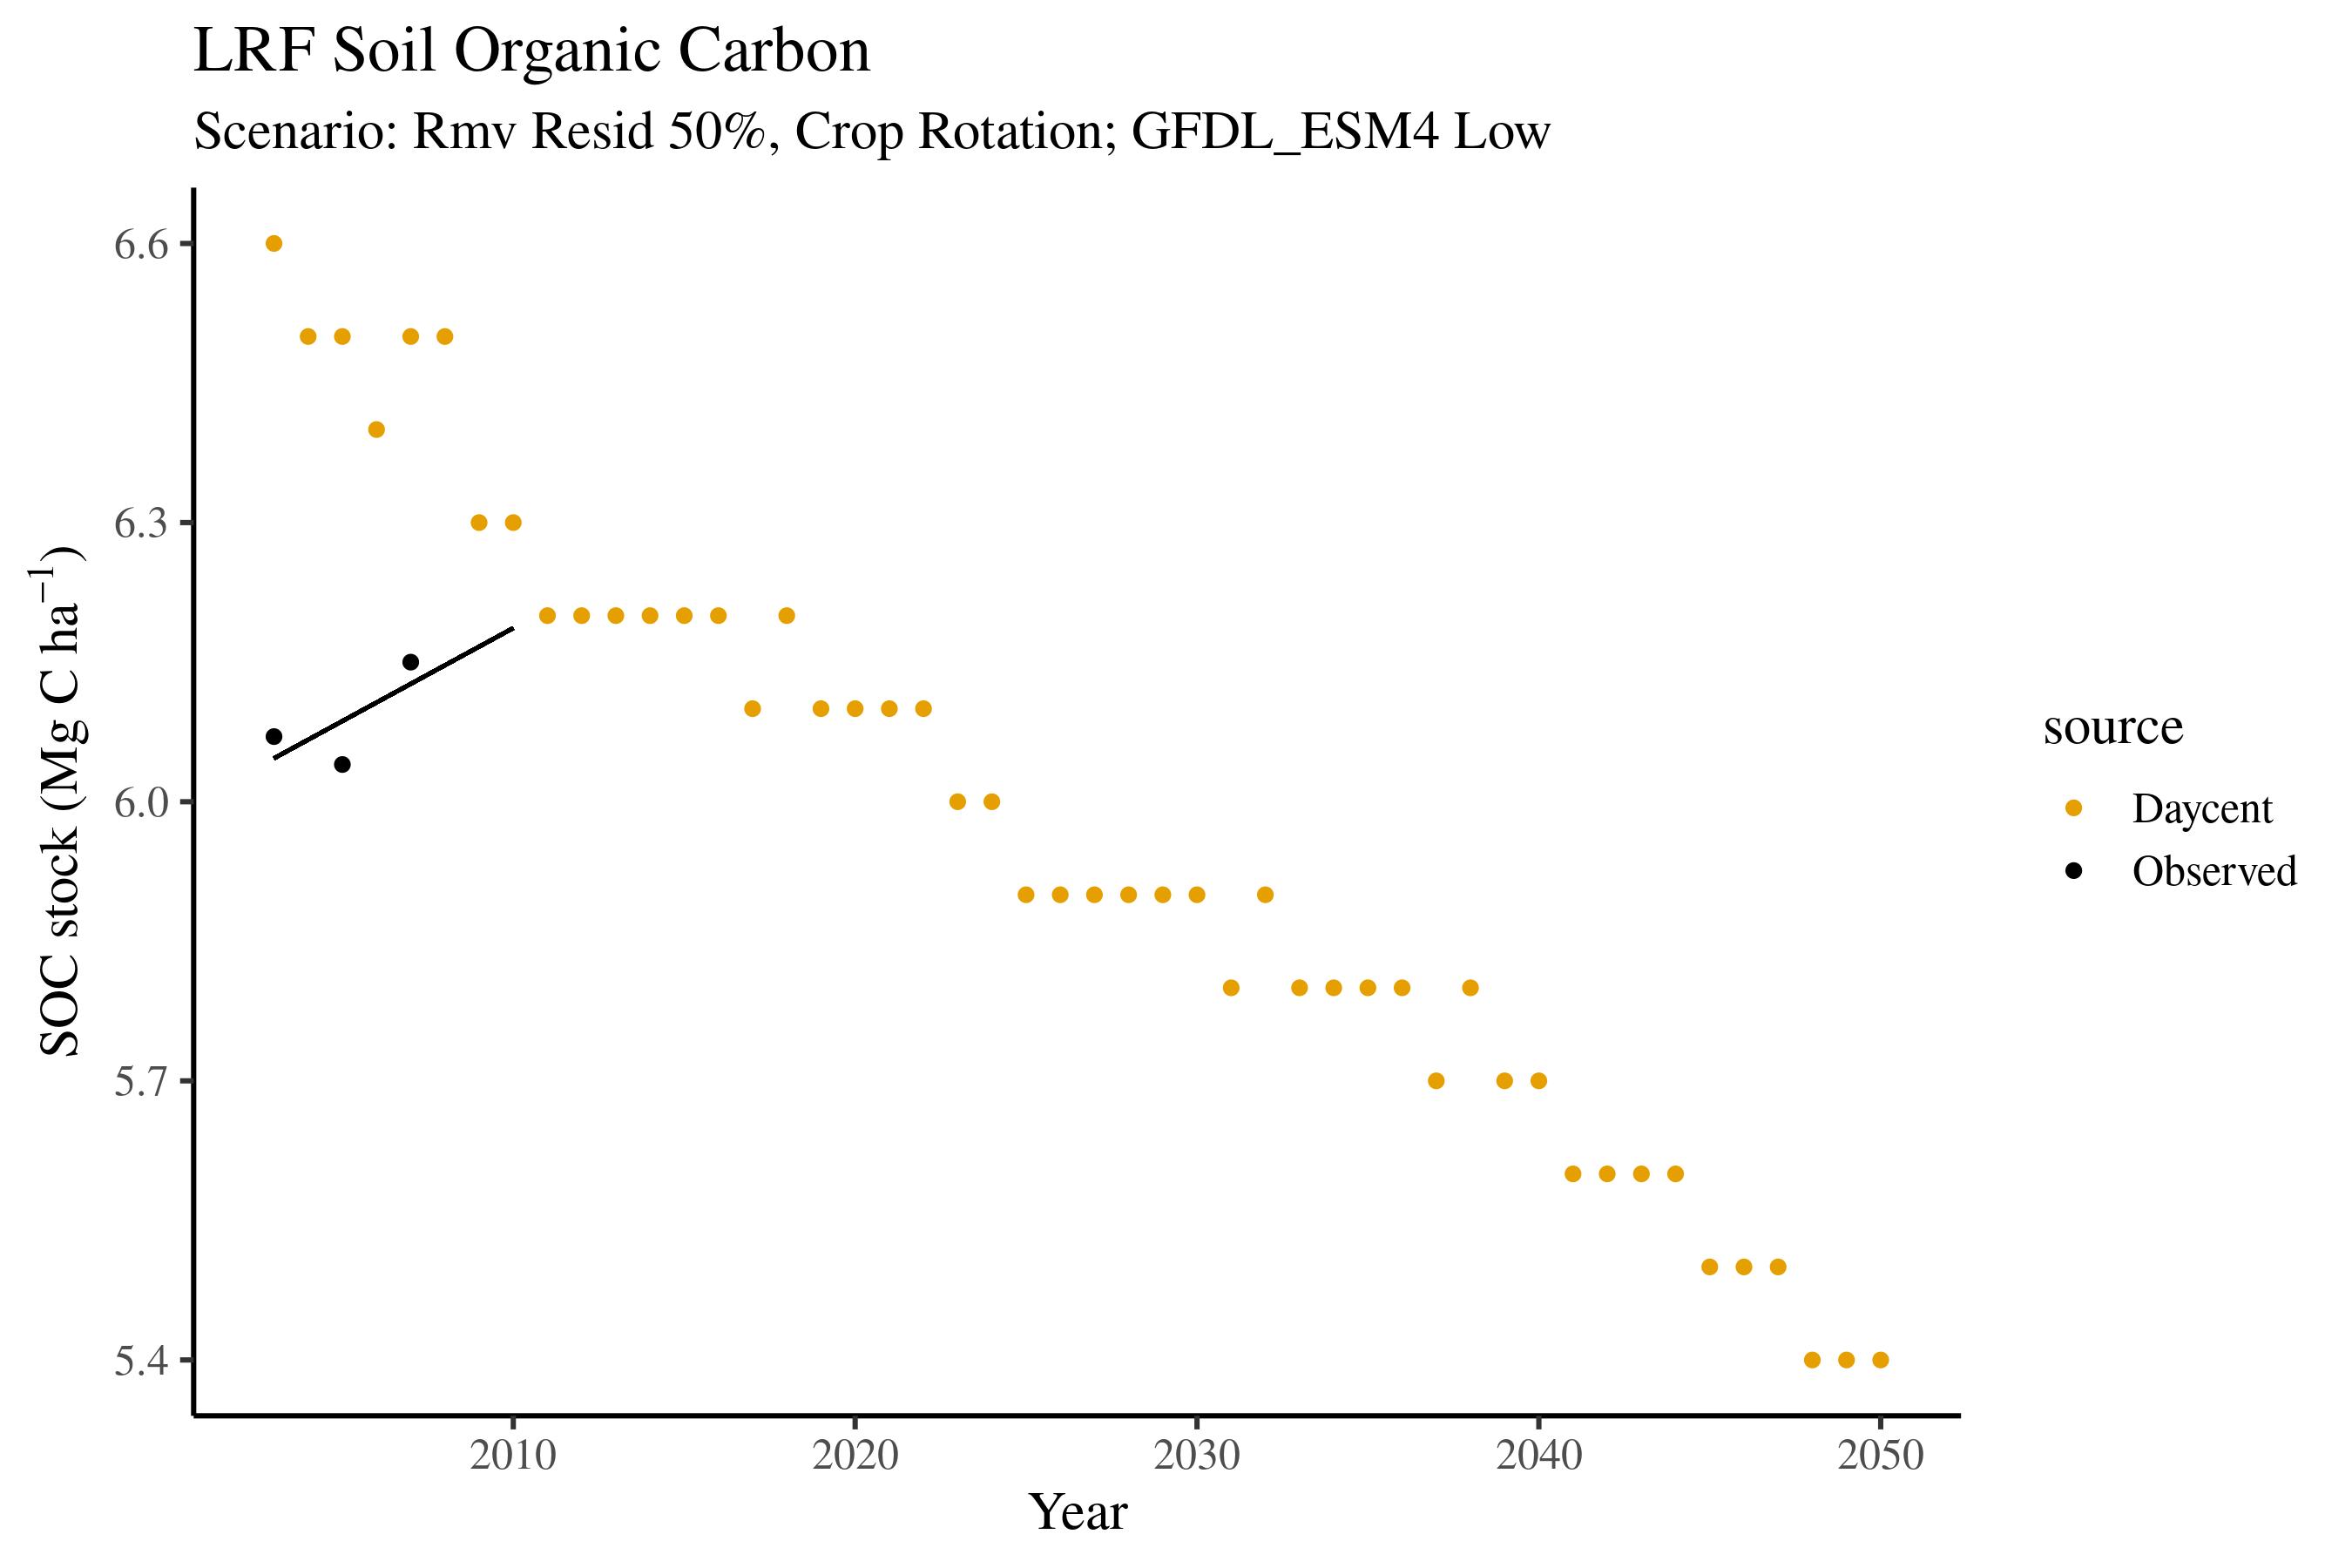 LRF Soil Organic Carbon
Scenario: Rmv Resid 50%, Crop Rotation; GFDL_ESM4 Low
SOC stock (Mg C ha⁻¹)
6.6
6.3
6.0
5.7
5.4
2010 2020 2030 2040 2050
Year
source
Daycent
Observed